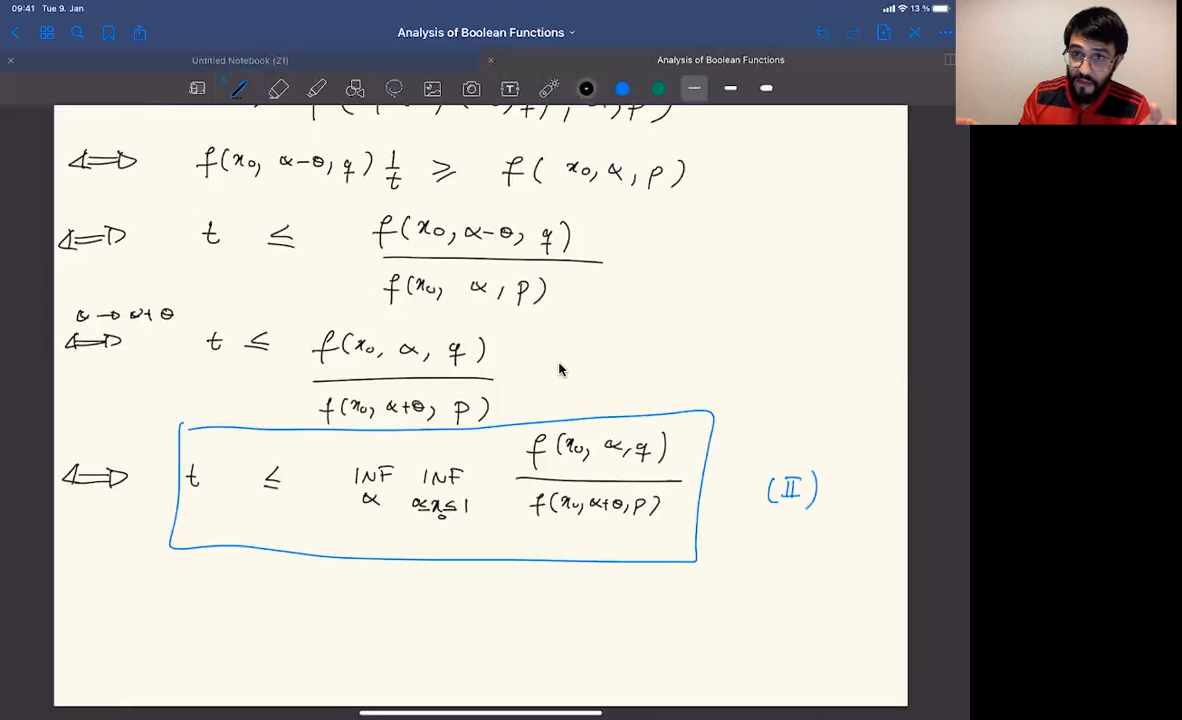 09:41 Tue 9. Jan
13 %
Analysis of Boolean Functions
Untitled Notebook (21)
Analysis of Boolean Functions
⟺ f(x₀, α-θ, q) 1/t ⩾ f( x₀, α, p)
⟺ t ≤ f(x₀, α-θ, q) / f(x₀, α, p)
α → α+θ
⟺ t ≤ f(x₀, α, q) / f(x₀, α+θ, p)
⟺ t ≤ INF α INF α≤x₀≤1 f(x₀, α, q) / f(x₀, α+θ, p) (II)